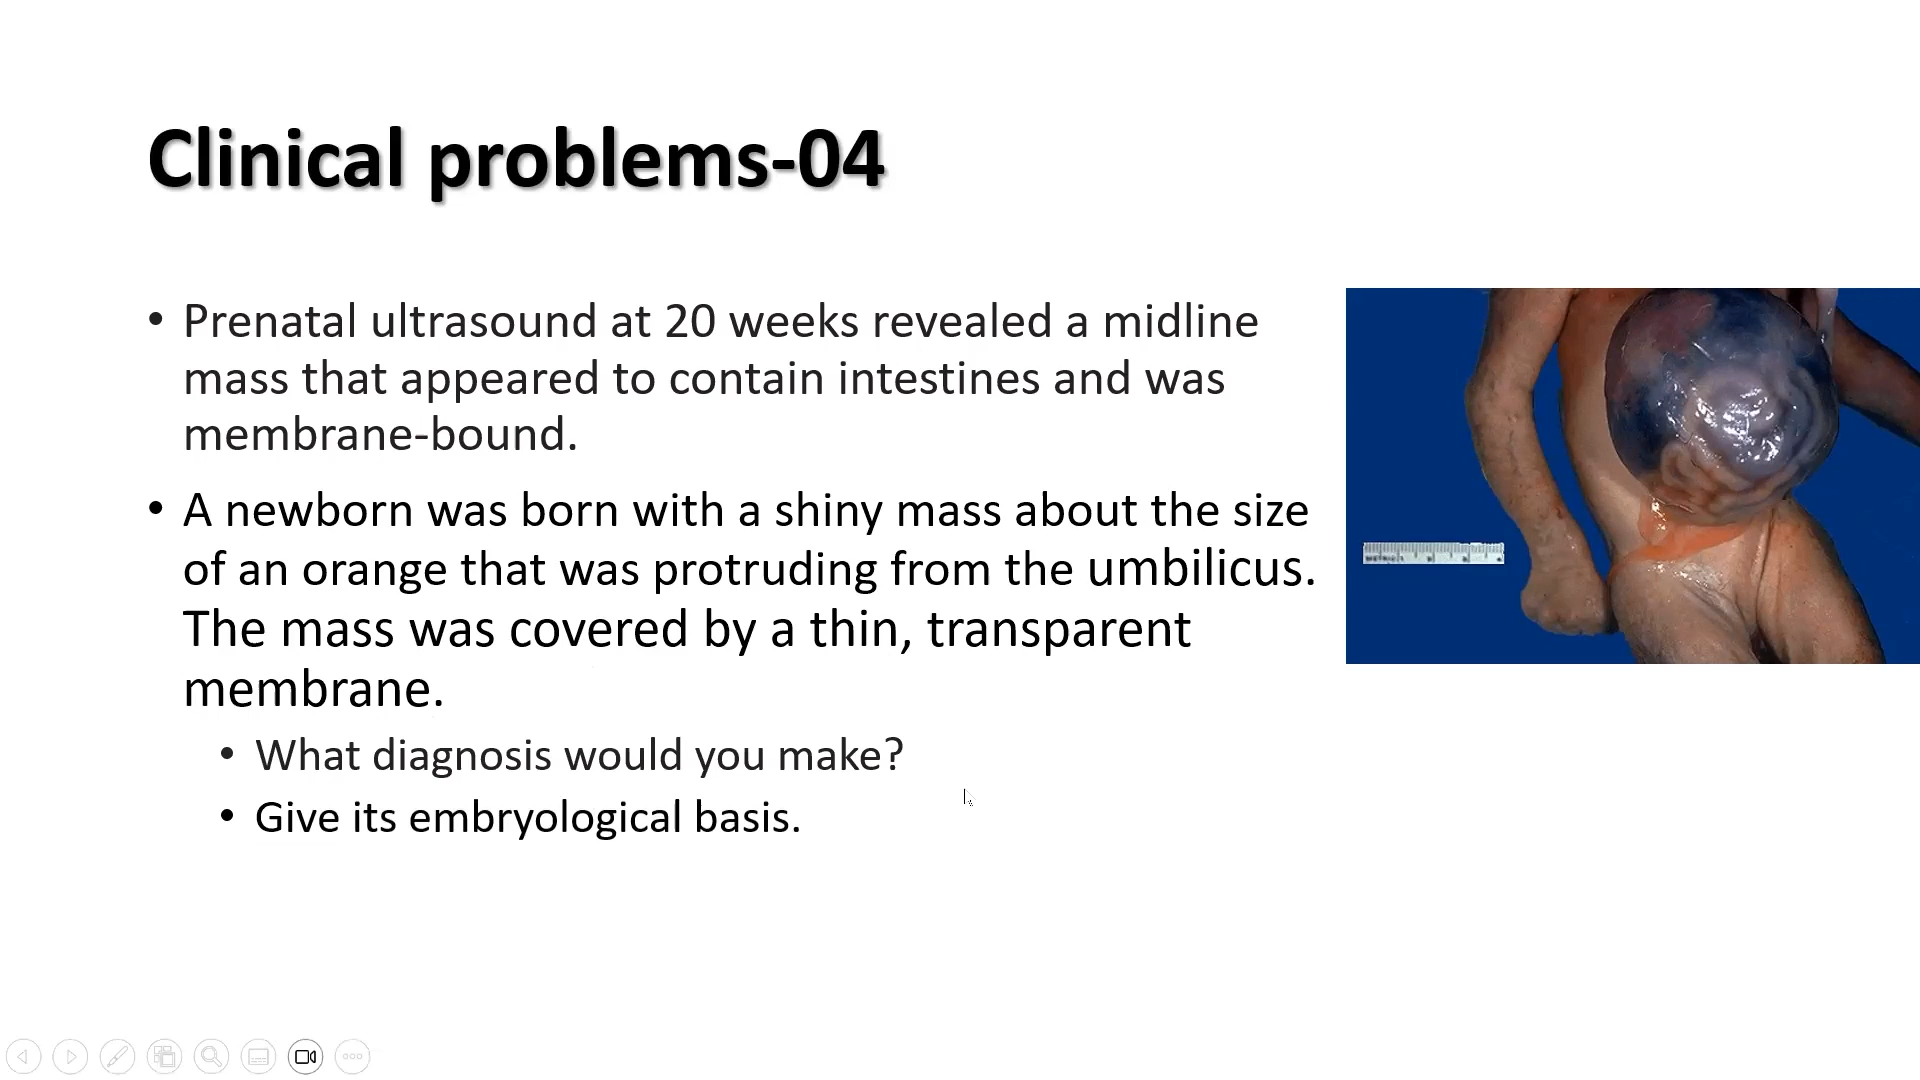 Clinical problems-04
• Prenatal ultrasound at 20 weeks revealed a midline
mass that appeared to contain intestines and was
membrane-bound.
• A newborn was born with a shiny mass about the size
of an orange that was protruding from the umbilicus.
The mass was covered by a thin, transparent
membrane.
• What diagnosis would you make?
• Give its embryological basis.